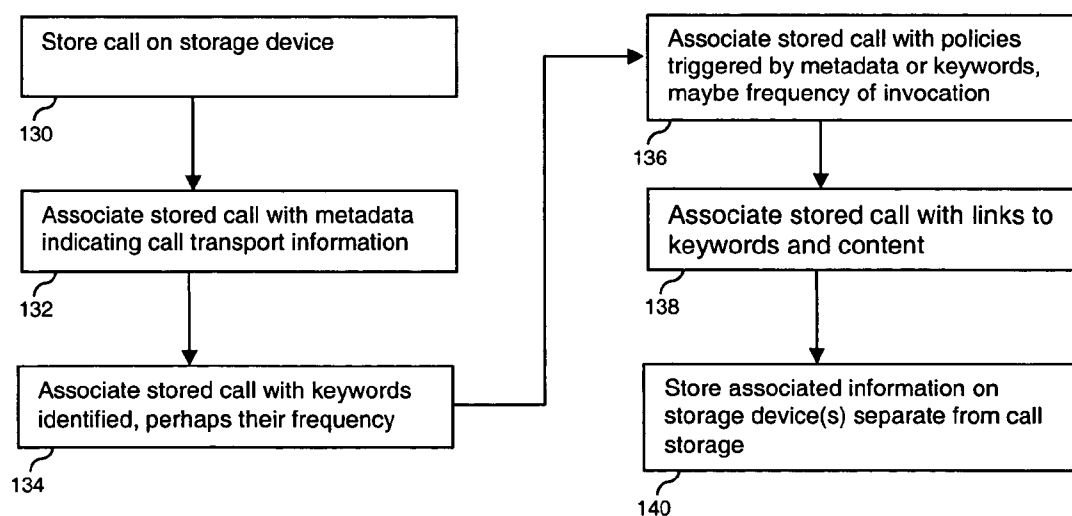 Store call on storage device
130
Associate stored call with metadata
indicating call transport information
132
Associate stored call with keywords
identified, perhaps their frequency
134
Associate stored call with policies
triggered by metadata or keywords,
maybe frequency of invocation
136
Associate stored call with links to
keywords and content
138
Store associated information on
storage device(s) separate from call
storage
140